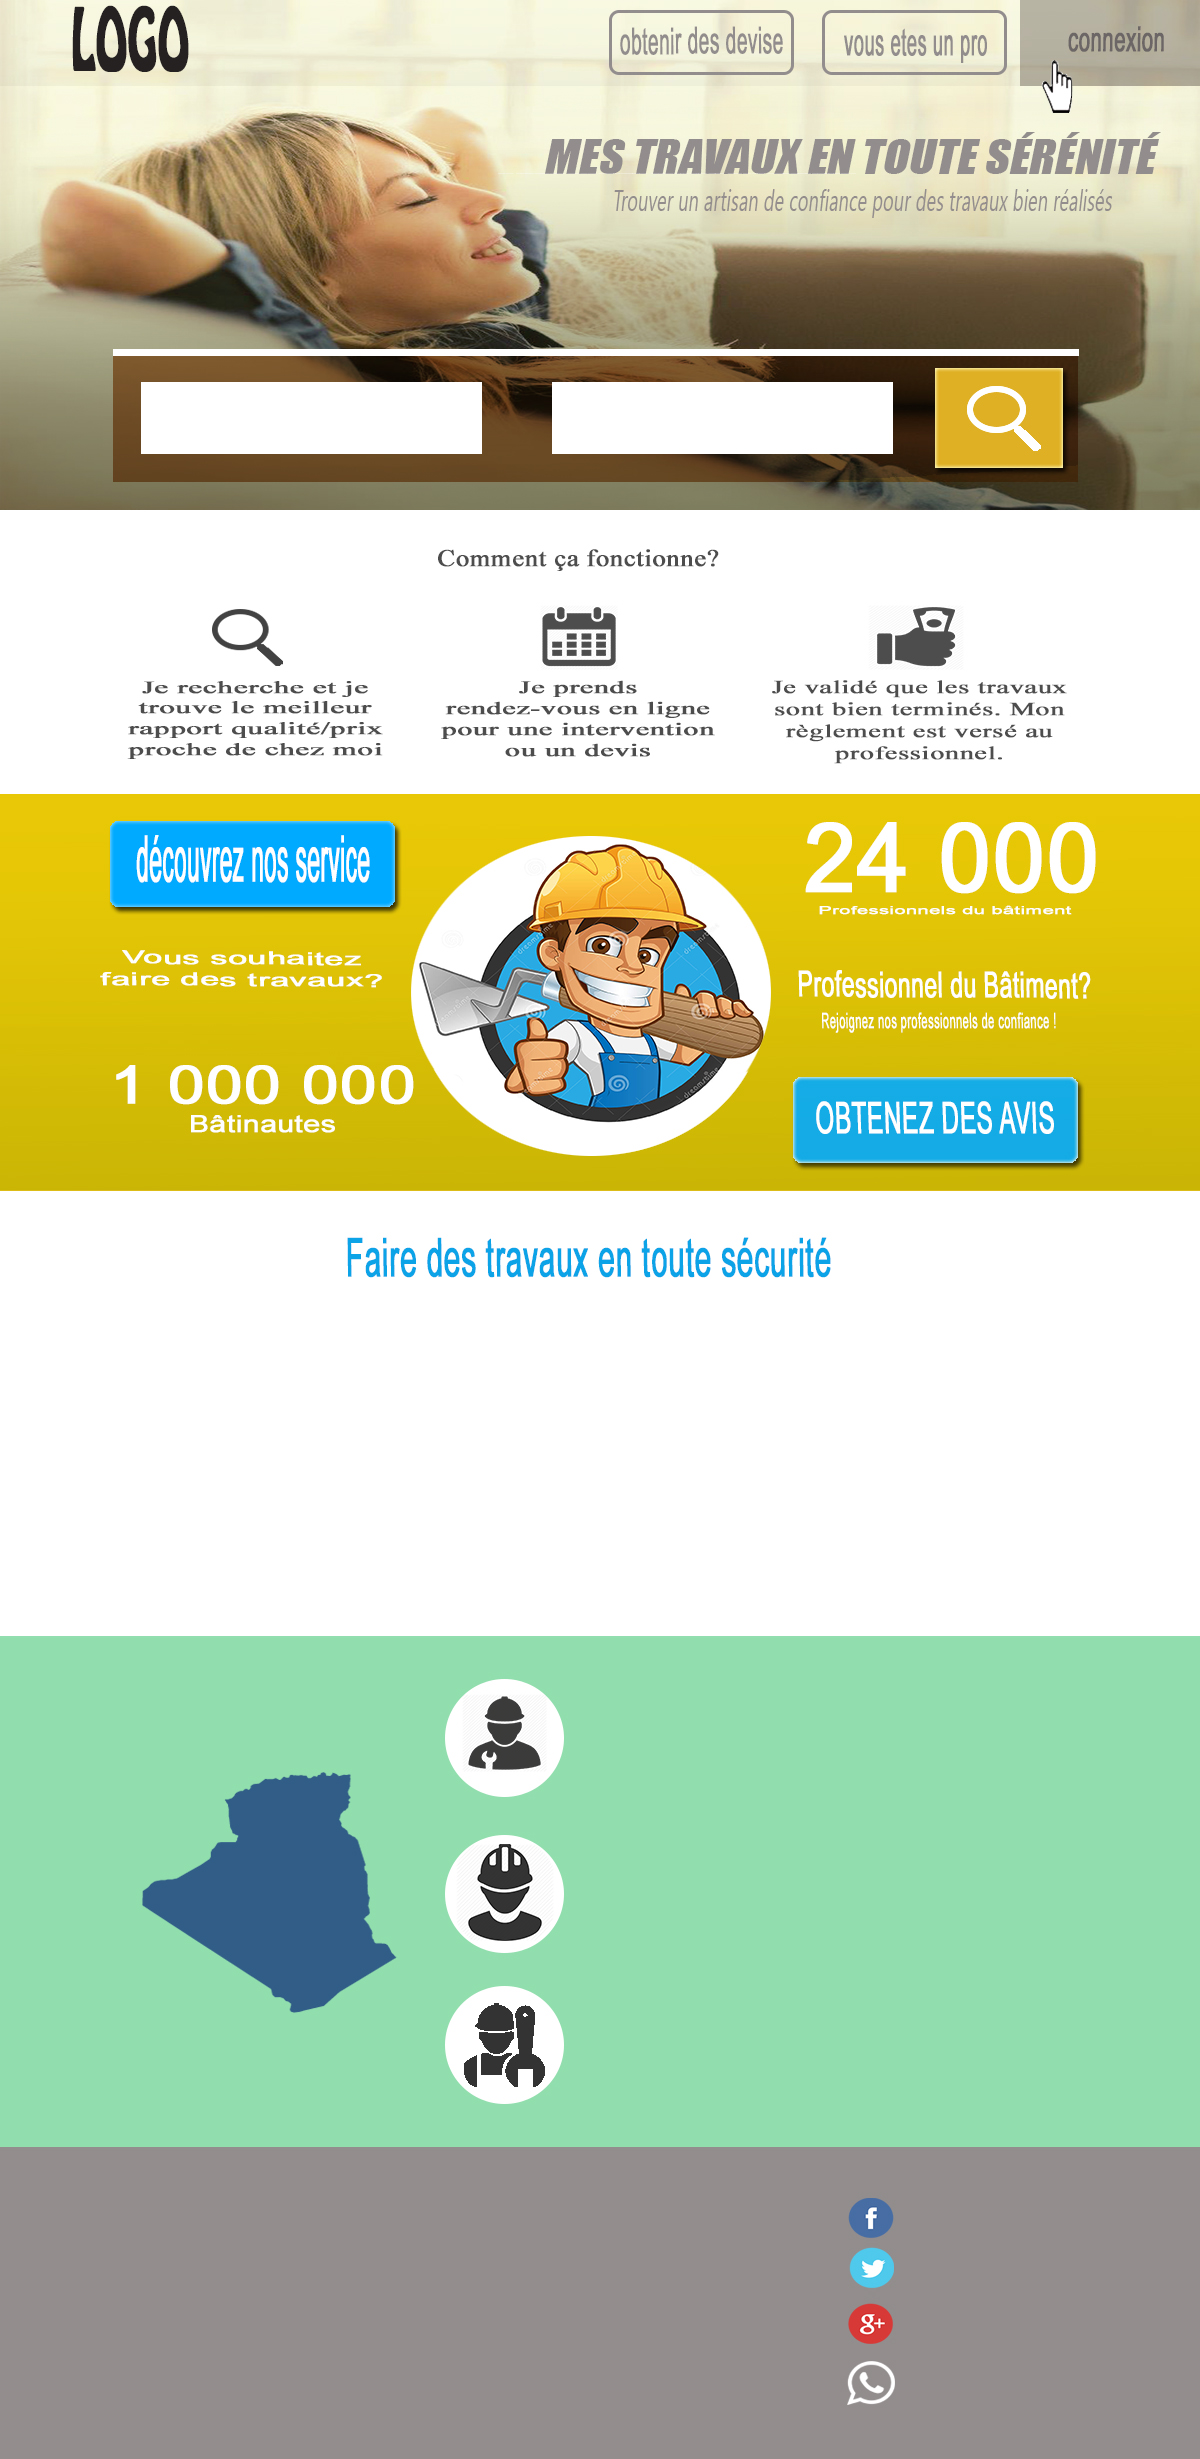 LOGO
obtenir des devise
vous etes un pro
connexion
MES TRAVAUX EN TOUTE SÉRÉNITÉ
Trouver un artisan de confiance pour des travaux bien réalisés
Comment ça fonctionne?
Je recherche et je
trouve le meilleur
rapport qualité/prix
proche de chez moi
Je prends
rendez-vous en ligne
pour une intervention
ou un devis
Je validé que les travaux
sont bien terminés. Mon
règlement est versé au
professionnel.
découvrez nos service
Vous souhaitez
faire des travaux?
1 000 000
Bâtinautes
24 000
Professionnels du bâtiment
Professionnel du Bâtiment?
Rejoignez nos professionnels de confiance !
OBTENEZ DES AVIS
Faire des travaux en toute sécurité
f
g+